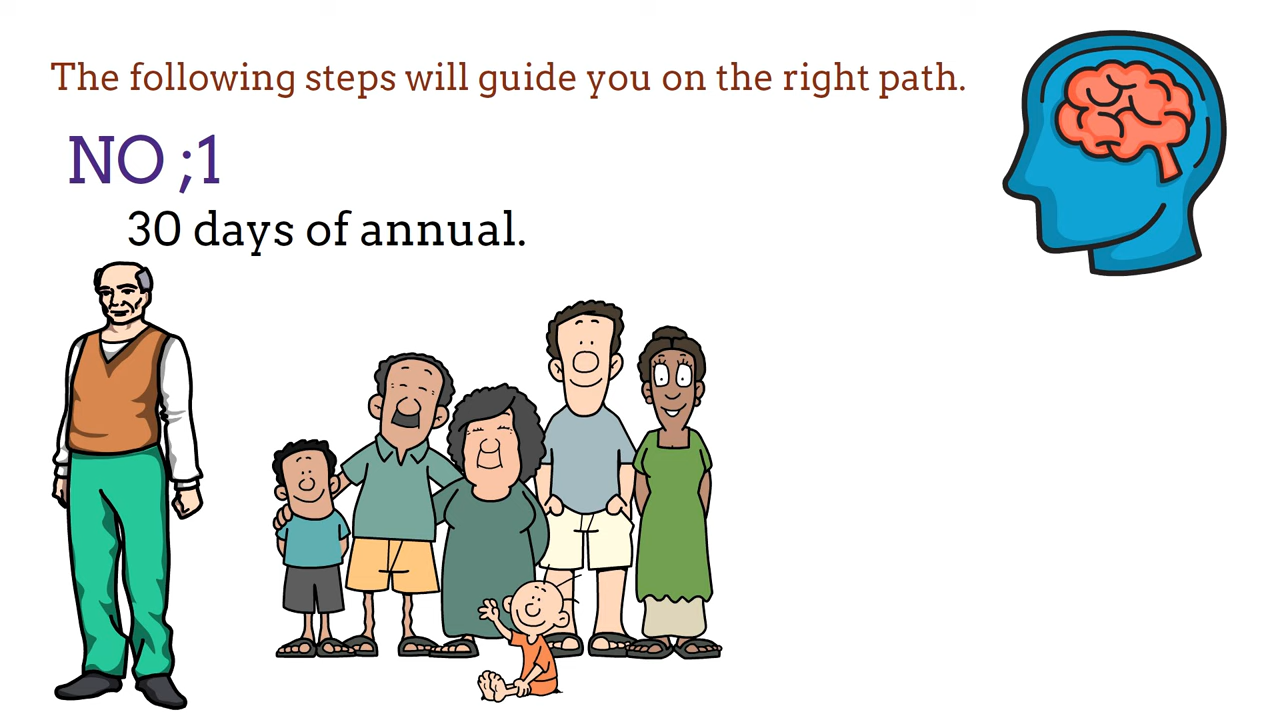 The following steps will guide you on the right path.
NO ;1
30 days of annual.